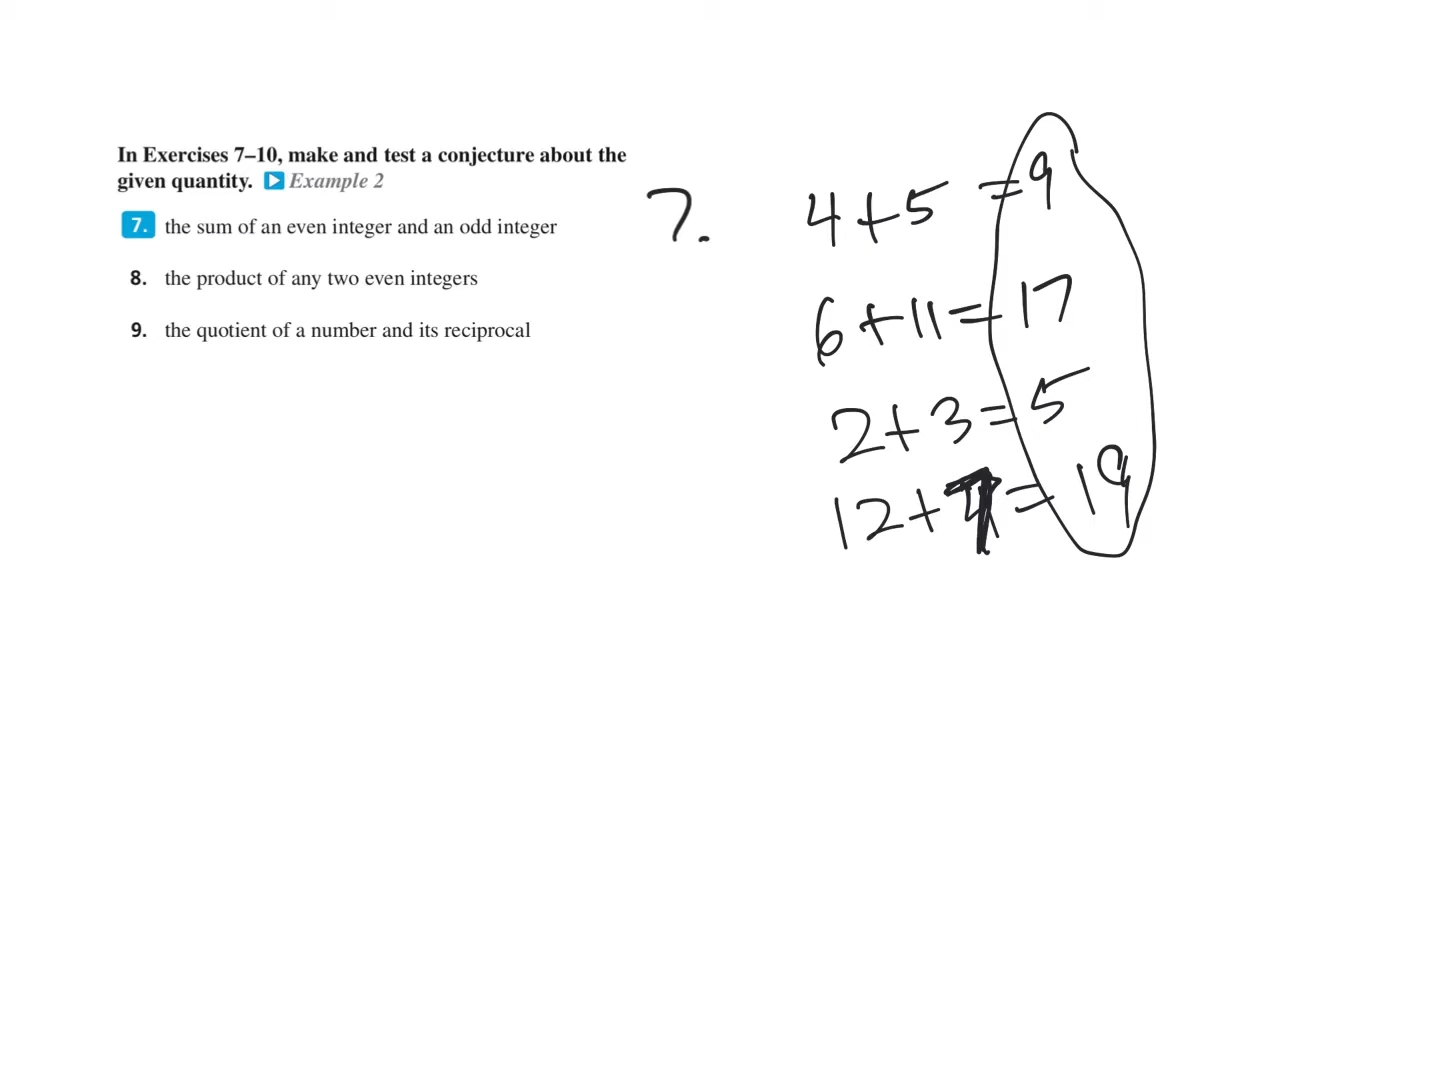 In Exercises 7–10, make and test a conjecture about the
given quantity. Example 2
7. the sum of an even integer and an odd integer
8. the product of any two even integers
9. the quotient of a number and its reciprocal
7.
4+5 =9
6+11=17
2+3=5
12+7=19